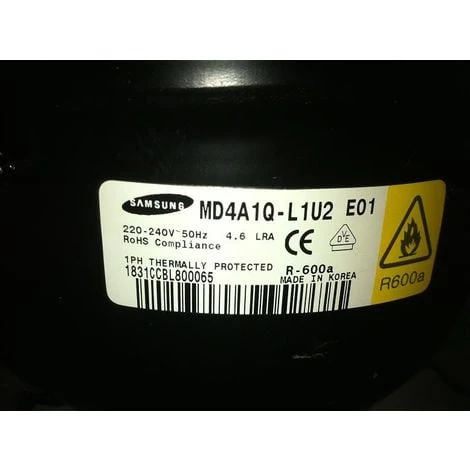 SAMSUNG MD4A1Q-L1U2 E01
220-240V~50Hz 4.6 LRA
RoHS Compliance
CE
DVE
1PH THERMALLY PROTECTED R-600a
1831CCBL800065 MADE IN KOREA
R600a